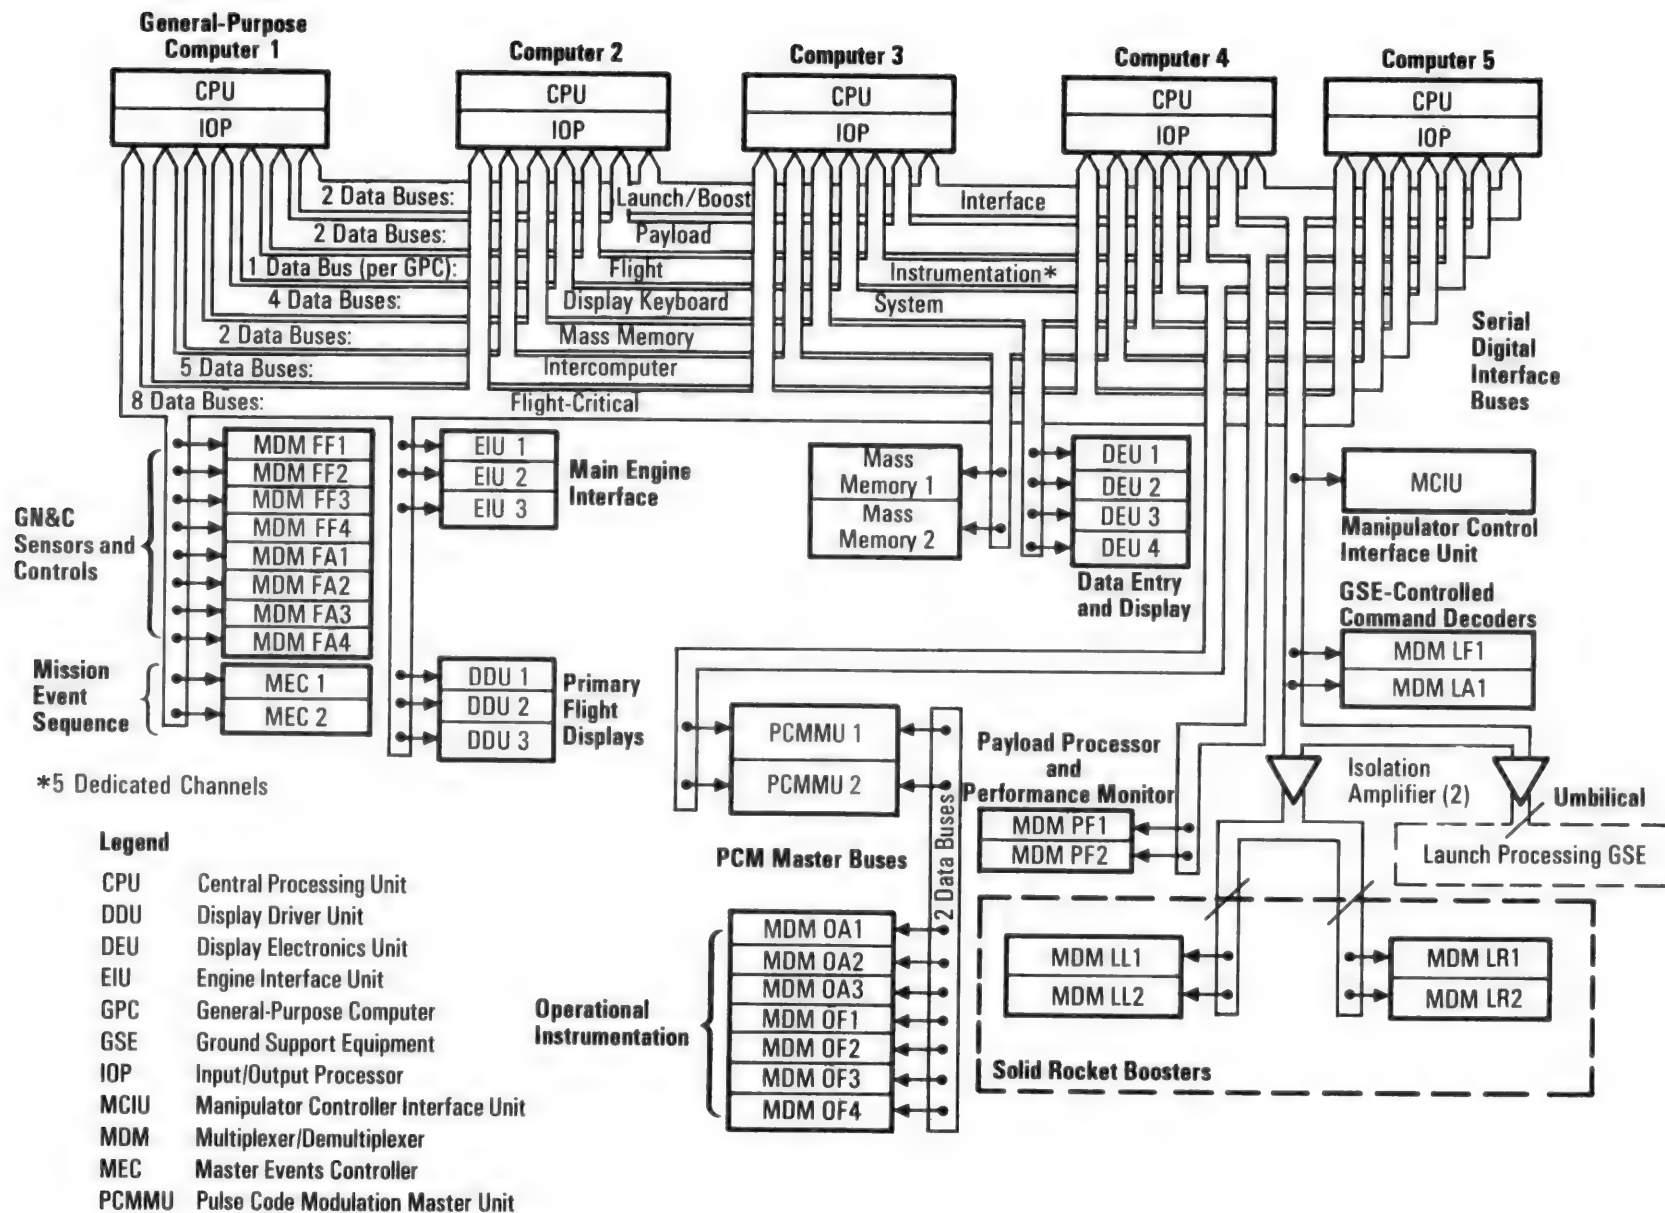 General-Purpose
Computer 1
Computer 2
Computer 3
Computer 4
Computer 5
CPU
IOP
CPU
IOP
CPU
IOP
CPU
IOP
CPU
IOP
2 Data Buses: Launch/Boost Interface
2 Data Buses: Payload
1 Data Bus (per GPC): Flight Instrumentation*
4 Data Buses: Display Keyboard System
2 Data Buses: Mass Memory
5 Data Buses: Intercomputer
8 Data Buses: Flight-Critical
Serial
Digital
Interface
Buses
GN&C
Sensors and
Controls
MDM FF1
MDM FF2
MDM FF3
MDM FF4
MDM FA1
MDM FA2
MDM FA3
MDM FA4
Mission
Event
Sequence
MEC 1
MEC 2
EIU 1
EIU 2
EIU 3
Main Engine
Interface
DDU 1
DDU 2
DDU 3
Primary
Flight
Displays
Mass
Memory 1
Mass
Memory 2
DEU 1
DEU 2
DEU 3
DEU 4
Data Entry
and Display
MCIU
Manipulator Control
Interface Unit
GSE-Controlled
Command Decoders
MDM LF1
MDM LA1
PCMMU 1
PCMMU 2
PCM Master Buses
2 Data Buses
Payload Processor
and
Performance Monitor
MDM PF1
MDM PF2
Isolation
Amplifier (2)
Umbilical
Launch Processing GSE
Operational
Instrumentation
MDM OA1
MDM OA2
MDM OA3
MDM OF1
MDM OF2
MDM OF3
MDM OF4
MDM LL1
MDM LL2
MDM LR1
MDM LR2
Solid Rocket Boosters
*5 Dedicated Channels
Legend
CPU Central Processing Unit
DDU Display Driver Unit
DEU Display Electronics Unit
EIU Engine Interface Unit
GPC General-Purpose Computer
GSE Ground Support Equipment
IOP Input/Output Processor
MCIU Manipulator Controller Interface Unit
MDM Multiplexer/Demultiplexer
MEC Master Events Controller
PCMMU Pulse Code Modulation Master Unit